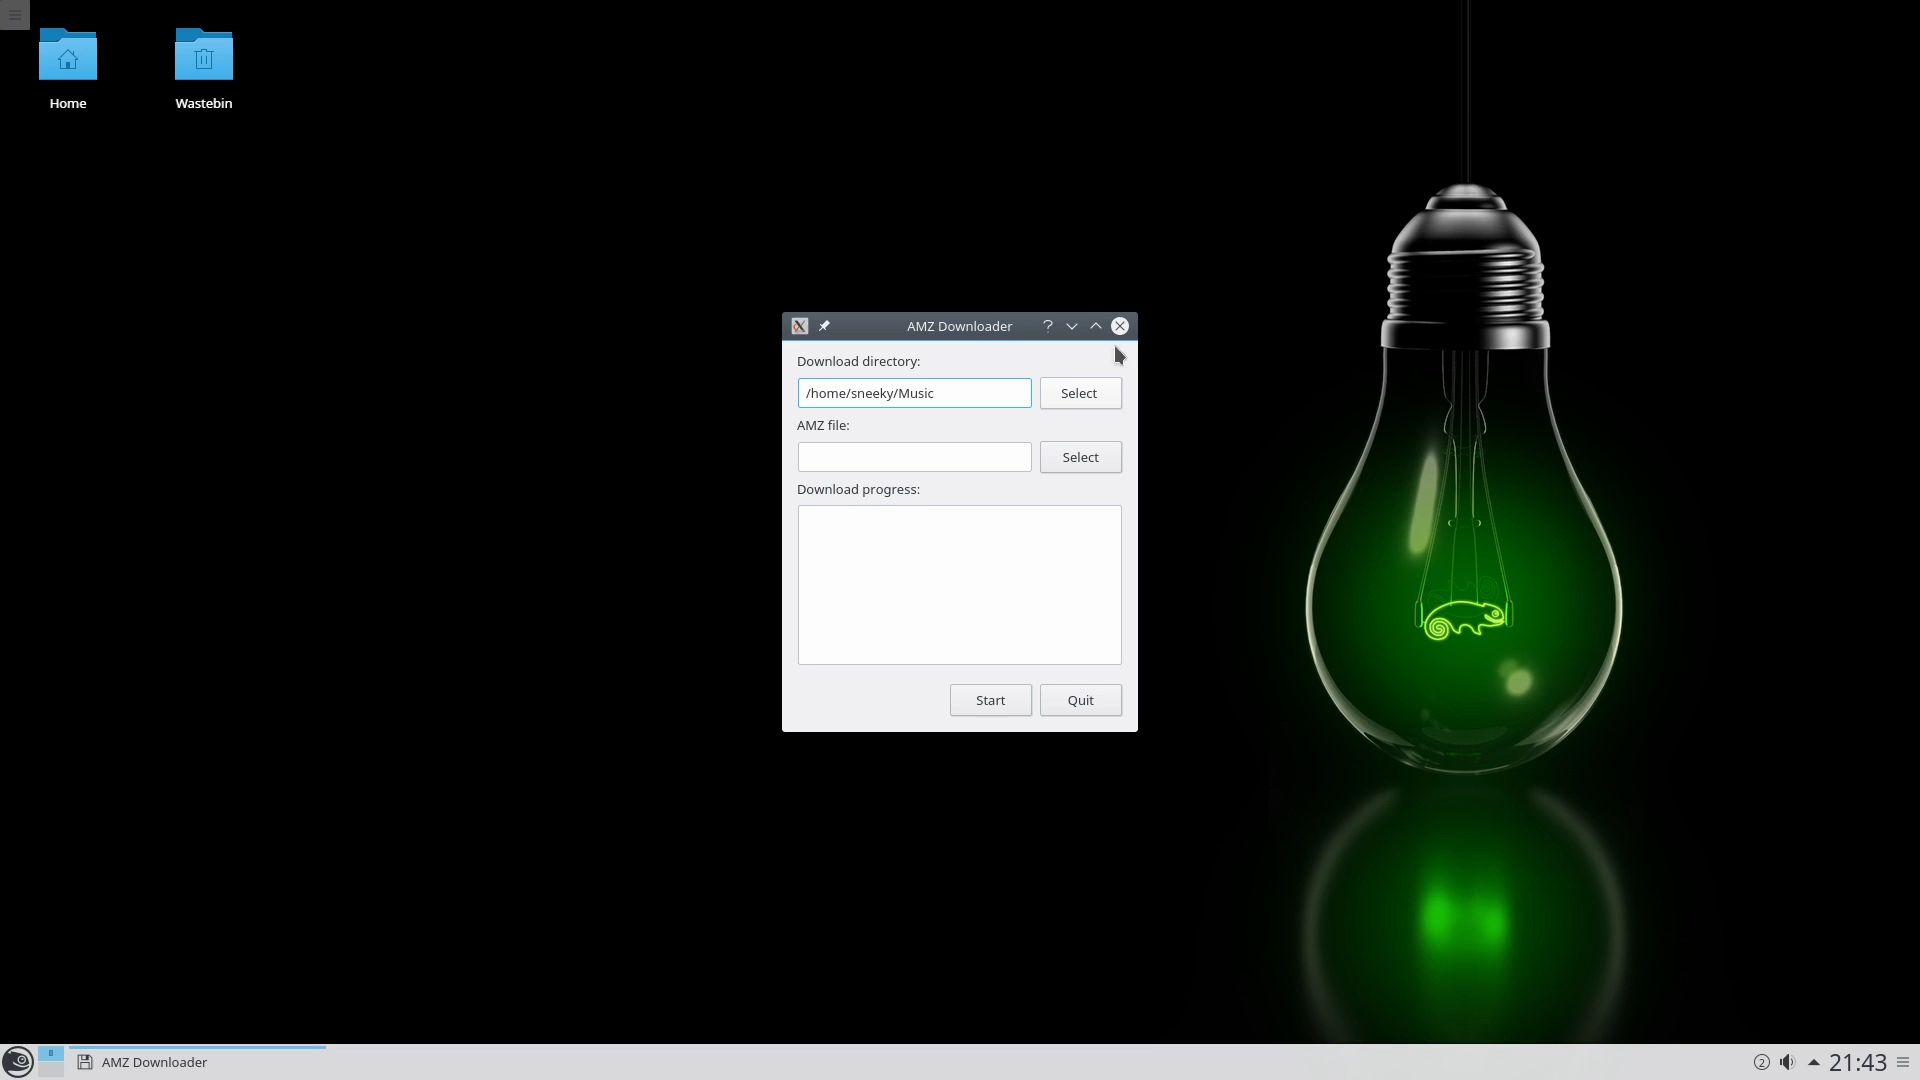 Home
Wastebin
AMZ Downloader
Download directory:
/home/sneeky/Music
Select
AMZ file:
Select
Download progress:
Start
Quit
AMZ Downloader
2
21:43